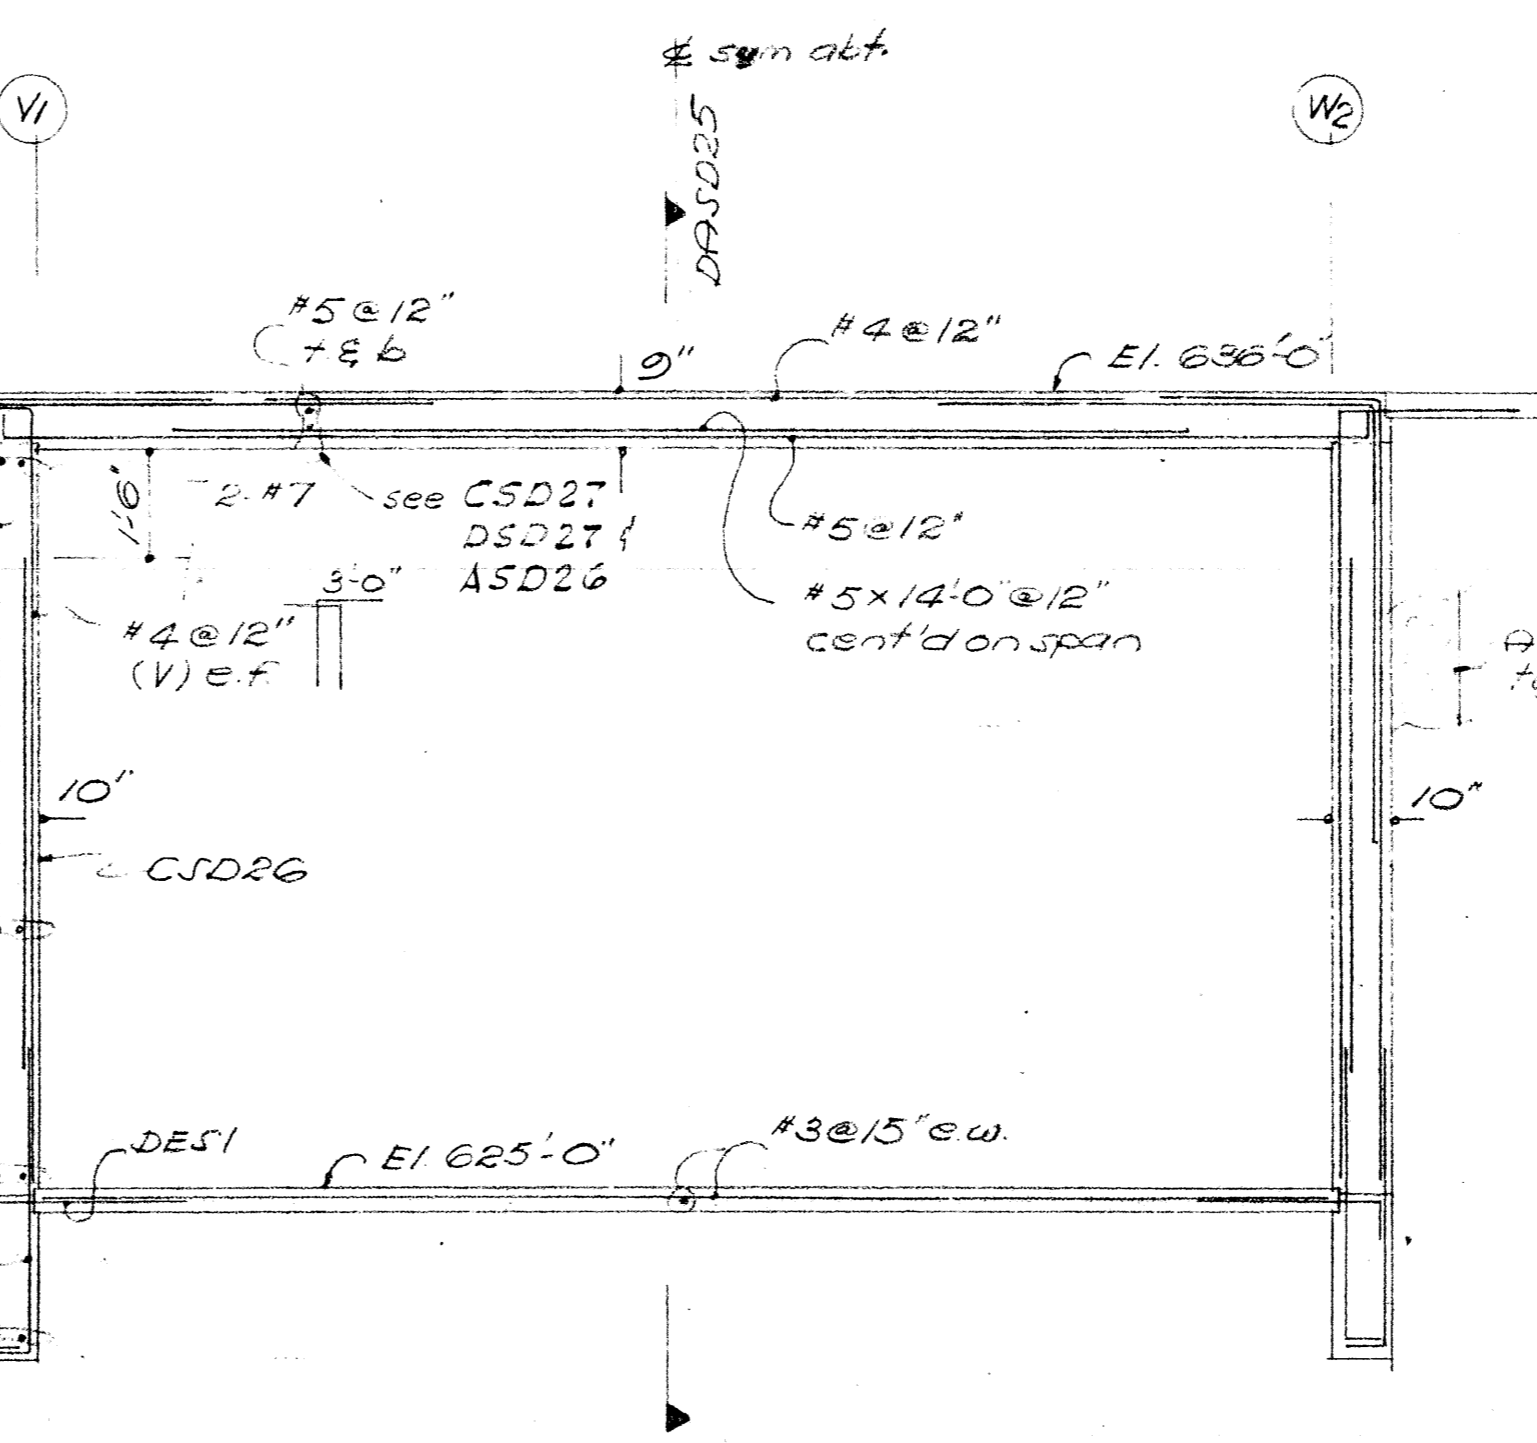 ℄ sym abt.
V1
W2
DASD25
#5@12"
t & b
9"
#4@12"
El. 636'-0"
1'-6"
2-#7
see CSD27
DSD27 &
ASD26
#5@12"
3'-0"
#5×14'-0"@12"
cent'd on span
#4@12"
(V) e.f.
10"
10"
CSD26
DES1
El. 625'-0"
#3@15" e.w.